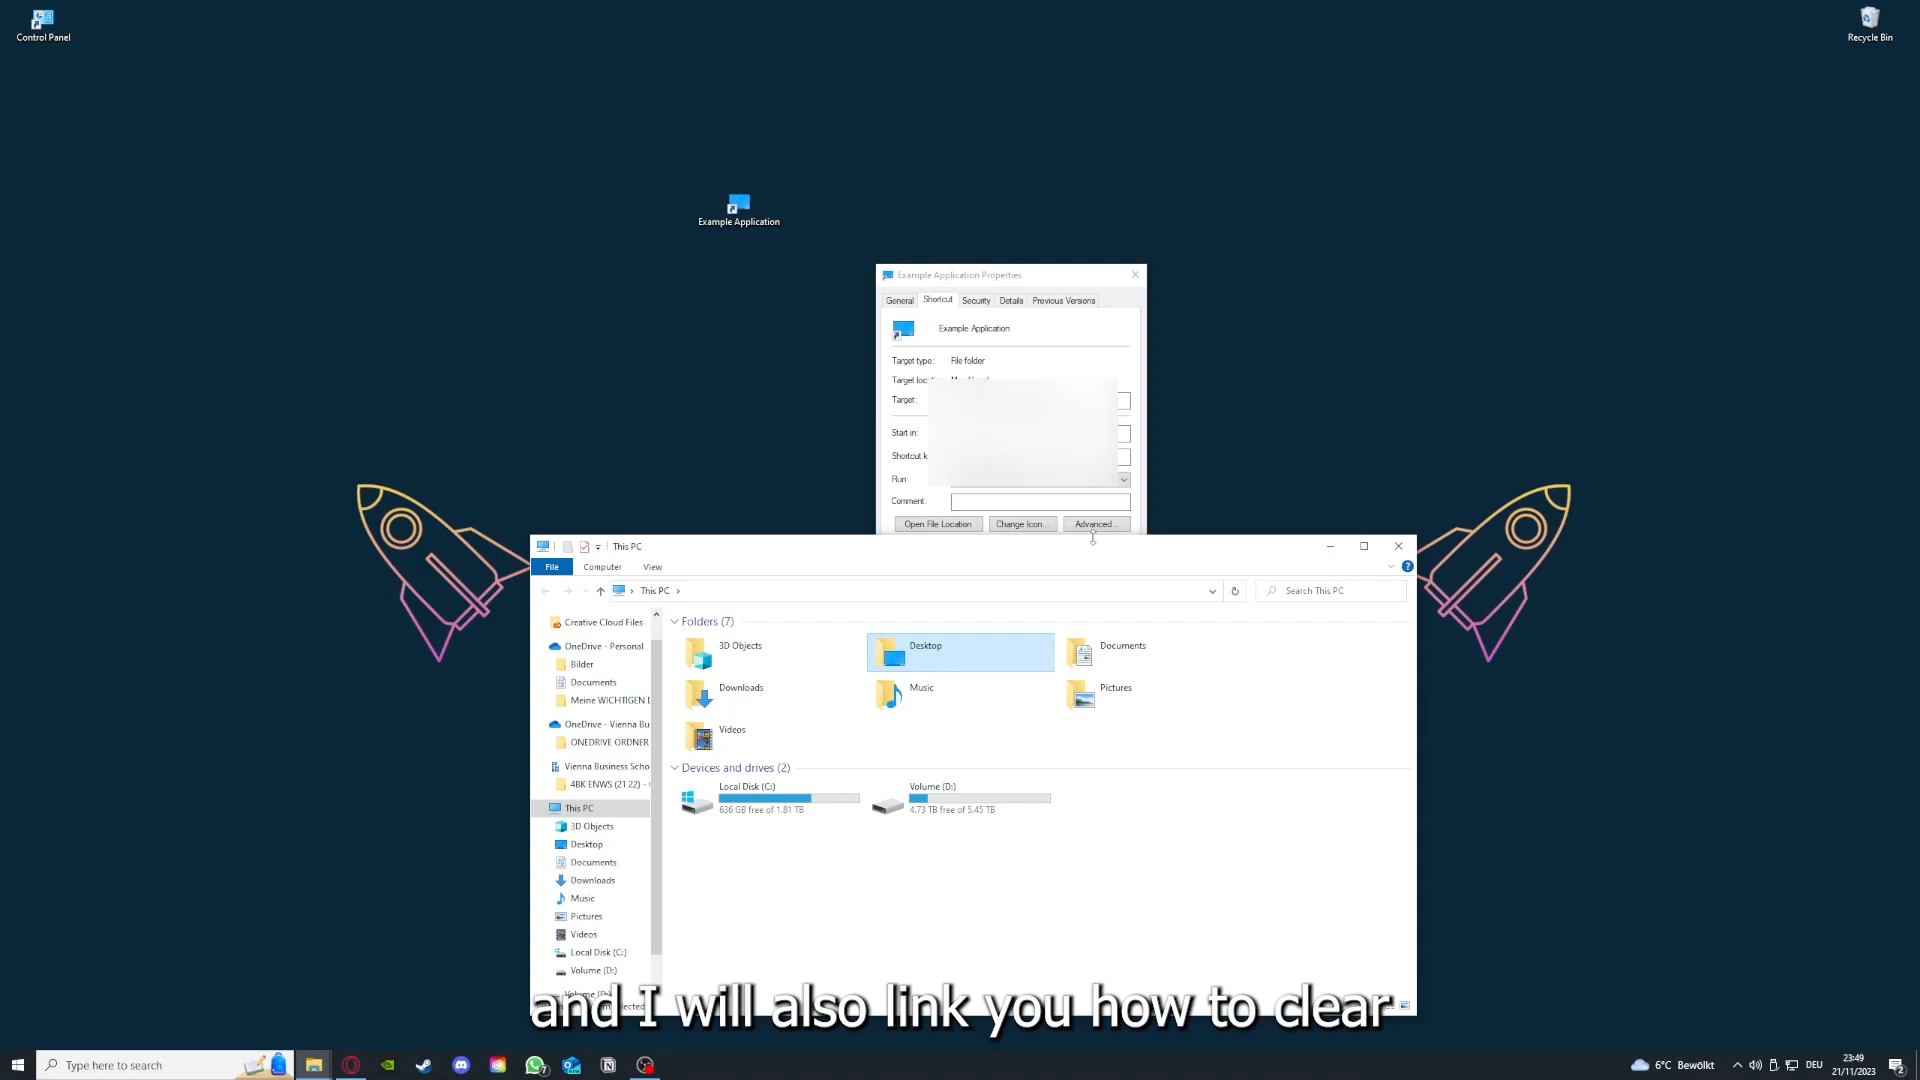 Control Panel
Recycle Bin
Example Application
Example Application Properties
General
Shortcut
Security
Details
Previous Versions
Example Application
Target type:
File folder
Target:
Start in:
Run:
Comment:
Open File Location
Change Icon...
Advanced...
This PC
File
Computer
View
This PC
Search This PC
Creative Cloud Files
OneDrive - Personal
Bilder
Documents
Meine WICHTIGEN
OneDrive - Vienna Bu
ONEDRIVE ORDNER
Vienna Business Scho
4BK ENWS (21 22) -
This PC
3D Objects
Desktop
Documents
Downloads
Music
Pictures
Videos
Local Disk (C:)
Volume (D:)
Folders (7)
3D Objects
Desktop
Documents
Downloads
Music
Pictures
Videos
Devices and drives (2)
Local Disk (C:)
636 GB free of 1.81 TB
Volume (D:)
4.73 TB free of 5.45 TB
and I will also link you how to clear
Type here to search
7
6°C Bewölkt
DEU
23:49
21/11/2023
2